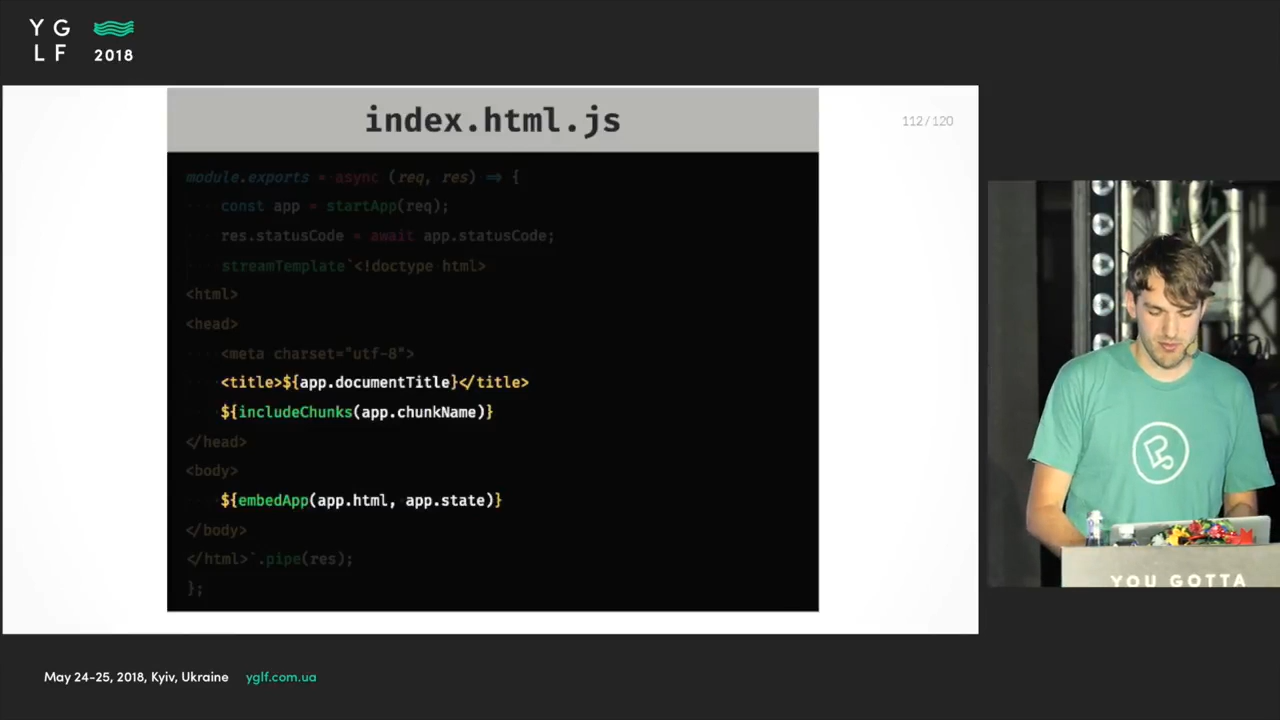 Y G
L F
2018
index.html.js
112 / 120
module.exports = async (req, res) => {
const app = startApp(req);
res.statusCode = await app.statusCode;
streamTemplate`<!doctype html>
<html>
<head>
<meta charset="utf-8">
<title>${app.documentTitle}</title>
${includeChunks(app.chunkName)}
</head>
<body>
${embedApp(app.html, app.state)}
</body>
</html>`.pipe(res);
};
YOU GOTTA
May 24-25, 2018, Kyiv, Ukraine yglf.com.ua